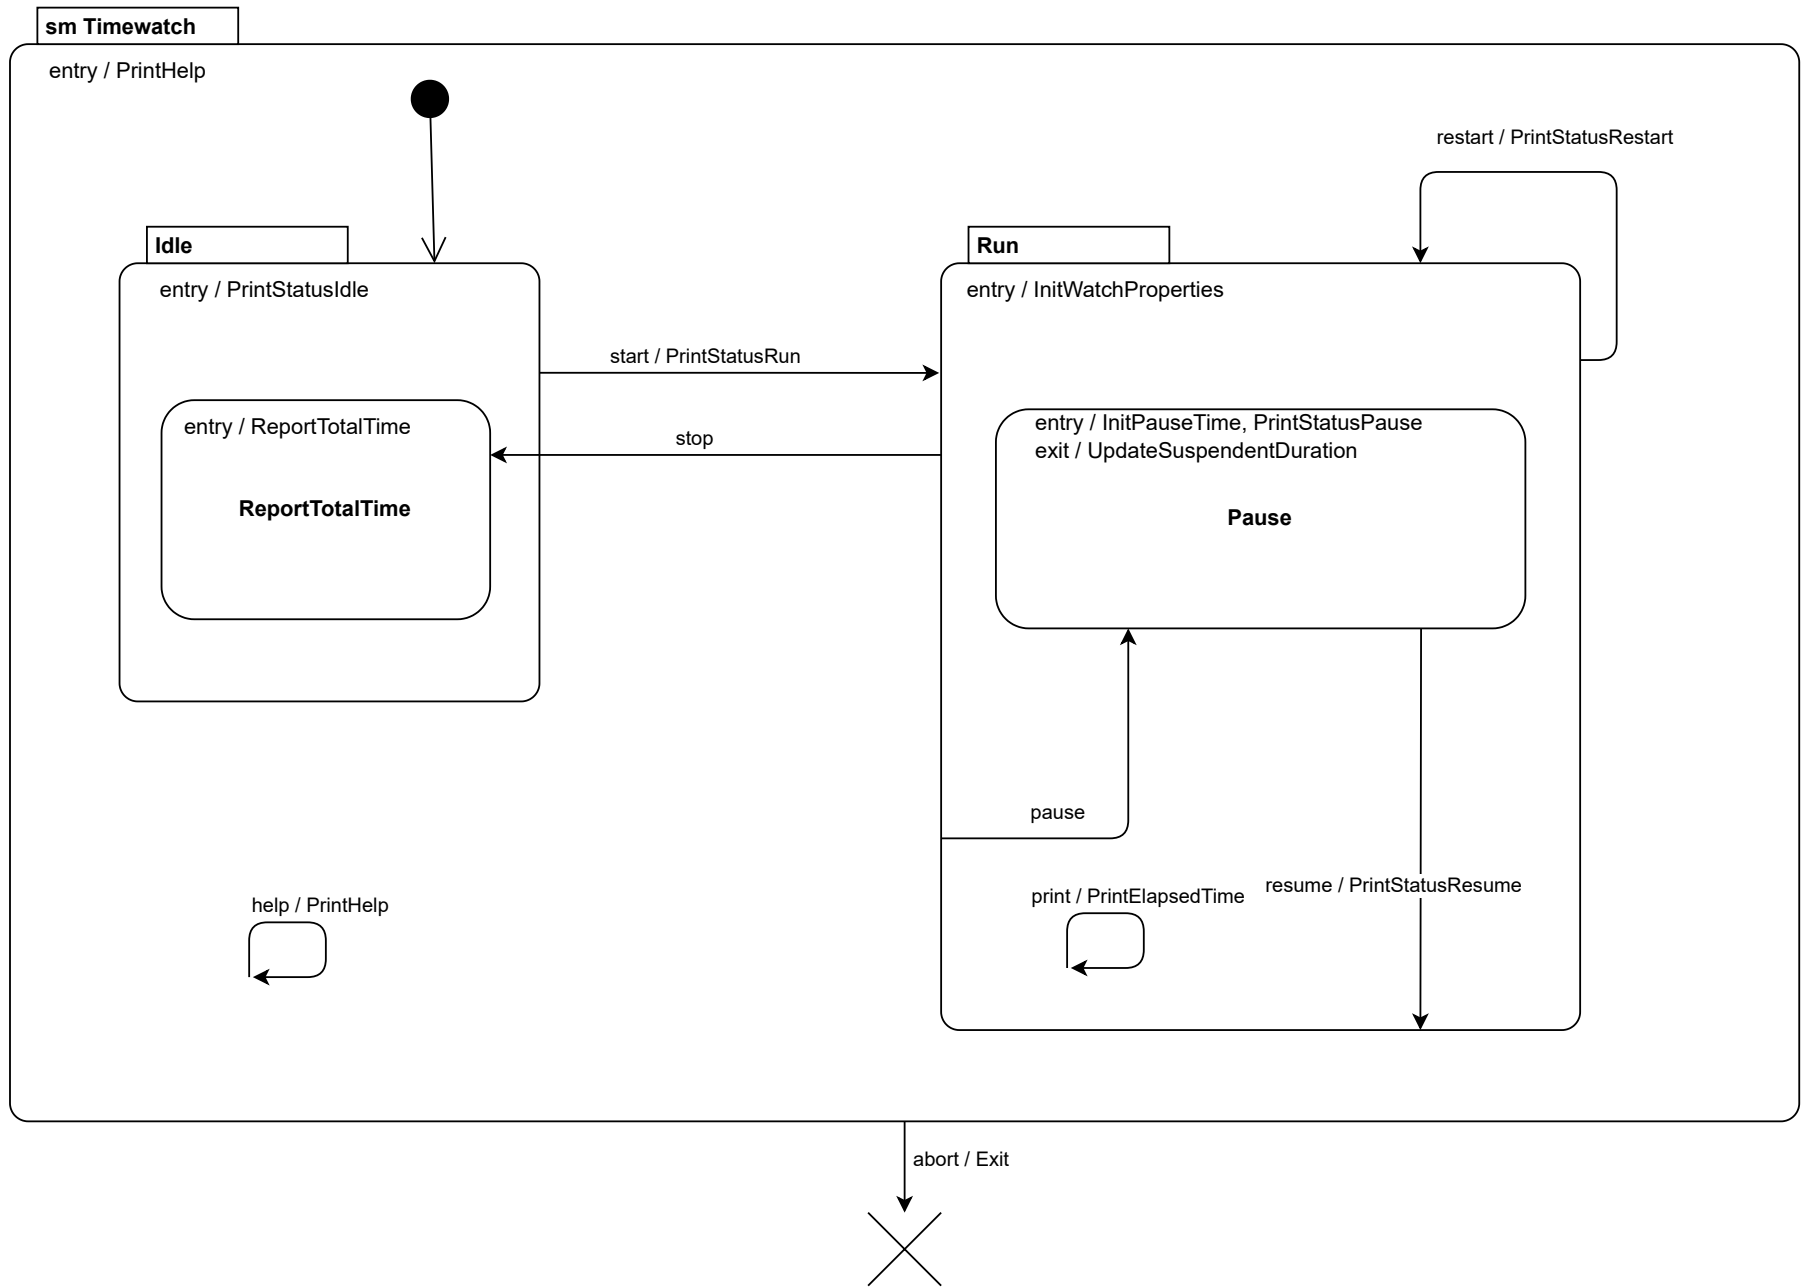 sm Timewatch
entry / PrintHelp
restart / PrintStatusRestart
Idle
entry / PrintStatusIdle
Run
entry / InitWatchProperties
start / PrintStatusRun
entry / ReportTotalTime
ReportTotalTime
stop
entry / InitPauseTime, PrintStatusPause
exit / UpdateSuspendentDuration
Pause
pause
help / PrintHelp
print / PrintElapsedTime
resume / PrintStatusResume
abort / Exit